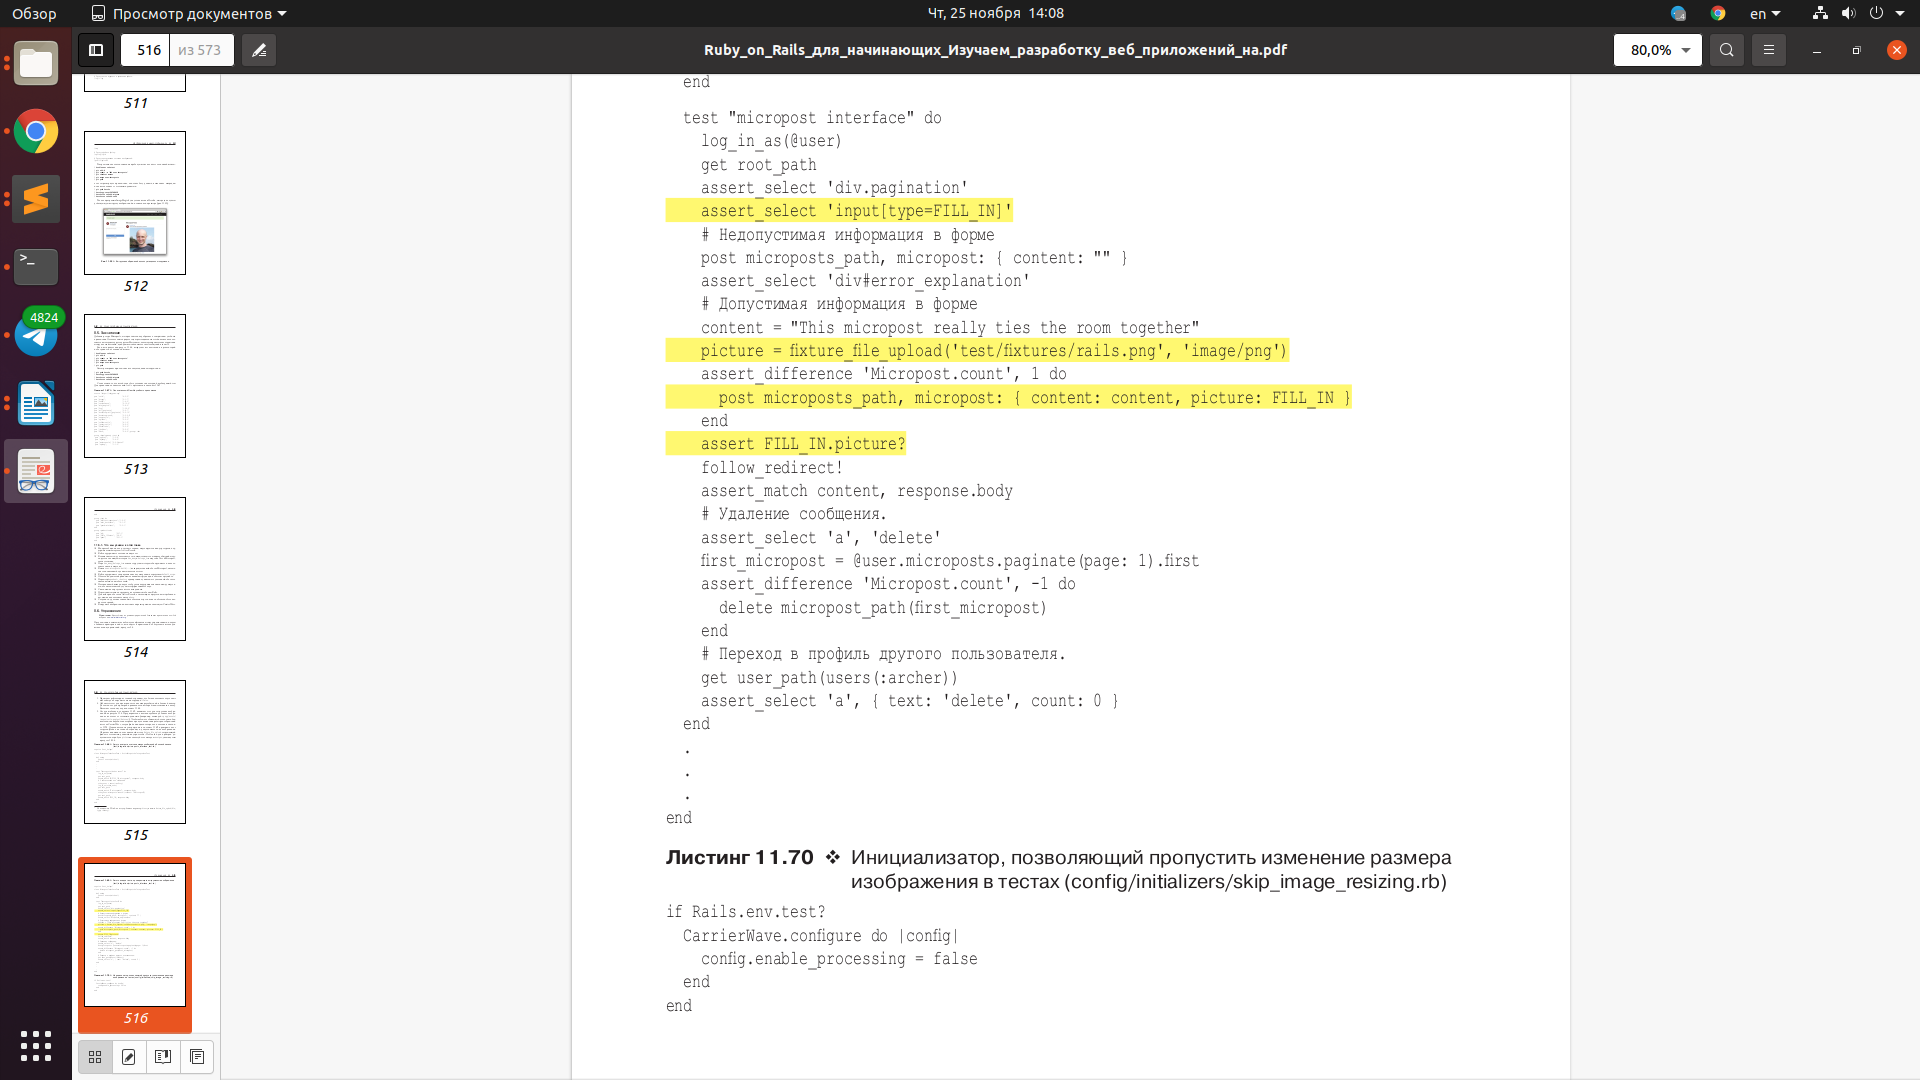 Обзор
Просмотр документов
Чт, 25 ноября 14:08
en
516
из 573
Ruby_on_Rails_для_начинающих_Изучаем_разработку_веб_приложений_на.pdf
80,0%
4824
511
512
513
514
515
516
end
test "micropost interface" do
log_in_as(@user)
get root_path
assert_select 'div.pagination'
assert_select 'input[type=FILL_IN]'
# Недопустимая информация в форме
post microposts_path, micropost: { content: "" }
assert_select 'div#error_explanation'
# Допустимая информация в форме
content = "This micropost really ties the room together"
picture = fixture_file_upload('test/fixtures/rails.png', 'image/png')
assert_difference 'Micropost.count', 1 do
post microposts_path, micropost: { content: content, picture: FILL_IN }
end
assert FILL_IN.picture?
follow_redirect!
assert_match content, response.body
# Удаление сообщения.
assert_select 'a', 'delete'
first_micropost = @user.microposts.paginate(page: 1).first
assert_difference 'Micropost.count', -1 do
delete micropost_path(first_micropost)
end
# Переход в профиль другого пользователя.
get user_path(users(:archer))
assert_select 'a', { text: 'delete', count: 0 }
end
.
.
.
end
Листинг 11.70 ❖ Инициализатор, позволяющий пропустить изменение размера
изображения в тестах (config/initializers/skip_image_resizing.rb)
if Rails.env.test?
CarrierWave.configure do |config|
config.enable_processing = false
end
end